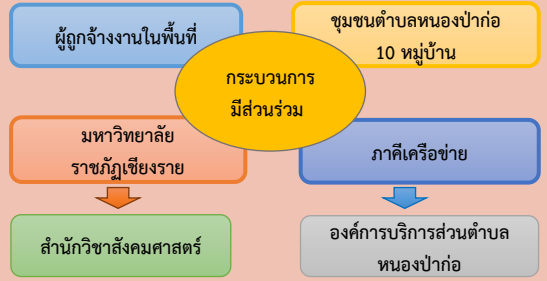 ผู้ถูกจ้างงานในพื้นที่
ชุมชนตำบลหนองป่าก่อ
10 หมู่บ้าน
กระบวนการ
มีส่วนร่วม
มหาวิทยาลัย
ราชภัฏเชียงราย
ภาคีเครือข่าย
สำนักวิชาสังคมศาสตร์
องค์การบริการส่วนตำบล
หนองป่าก่อ